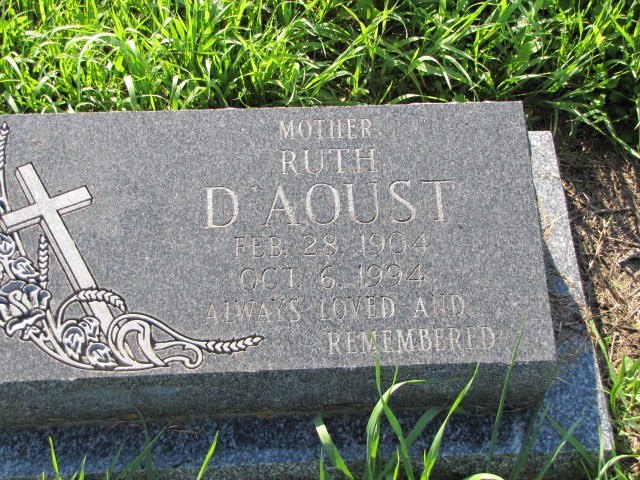 MOTHER
RUTH
D'AOUST
FEB. 28, 1904
OCT. 6, 1994
ALWAYS LOVED AND
REMEMBERED